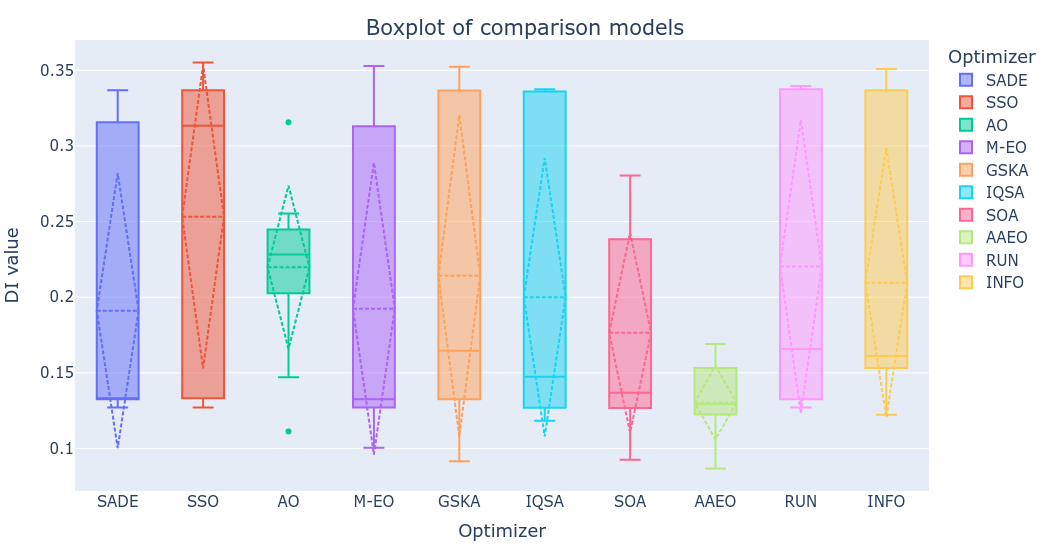 Boxplot of comparison models
Optimizer
SADE
SSO
AO
M-EO
GSKA
IQSA
SOA
AAEO
RUN
INFO
DI value
0.35
0.3
0.25
0.2
0.15
0.1
SADE SSO AO M-EO GSKA IQSA SOA AAEO RUN INFO
Optimizer